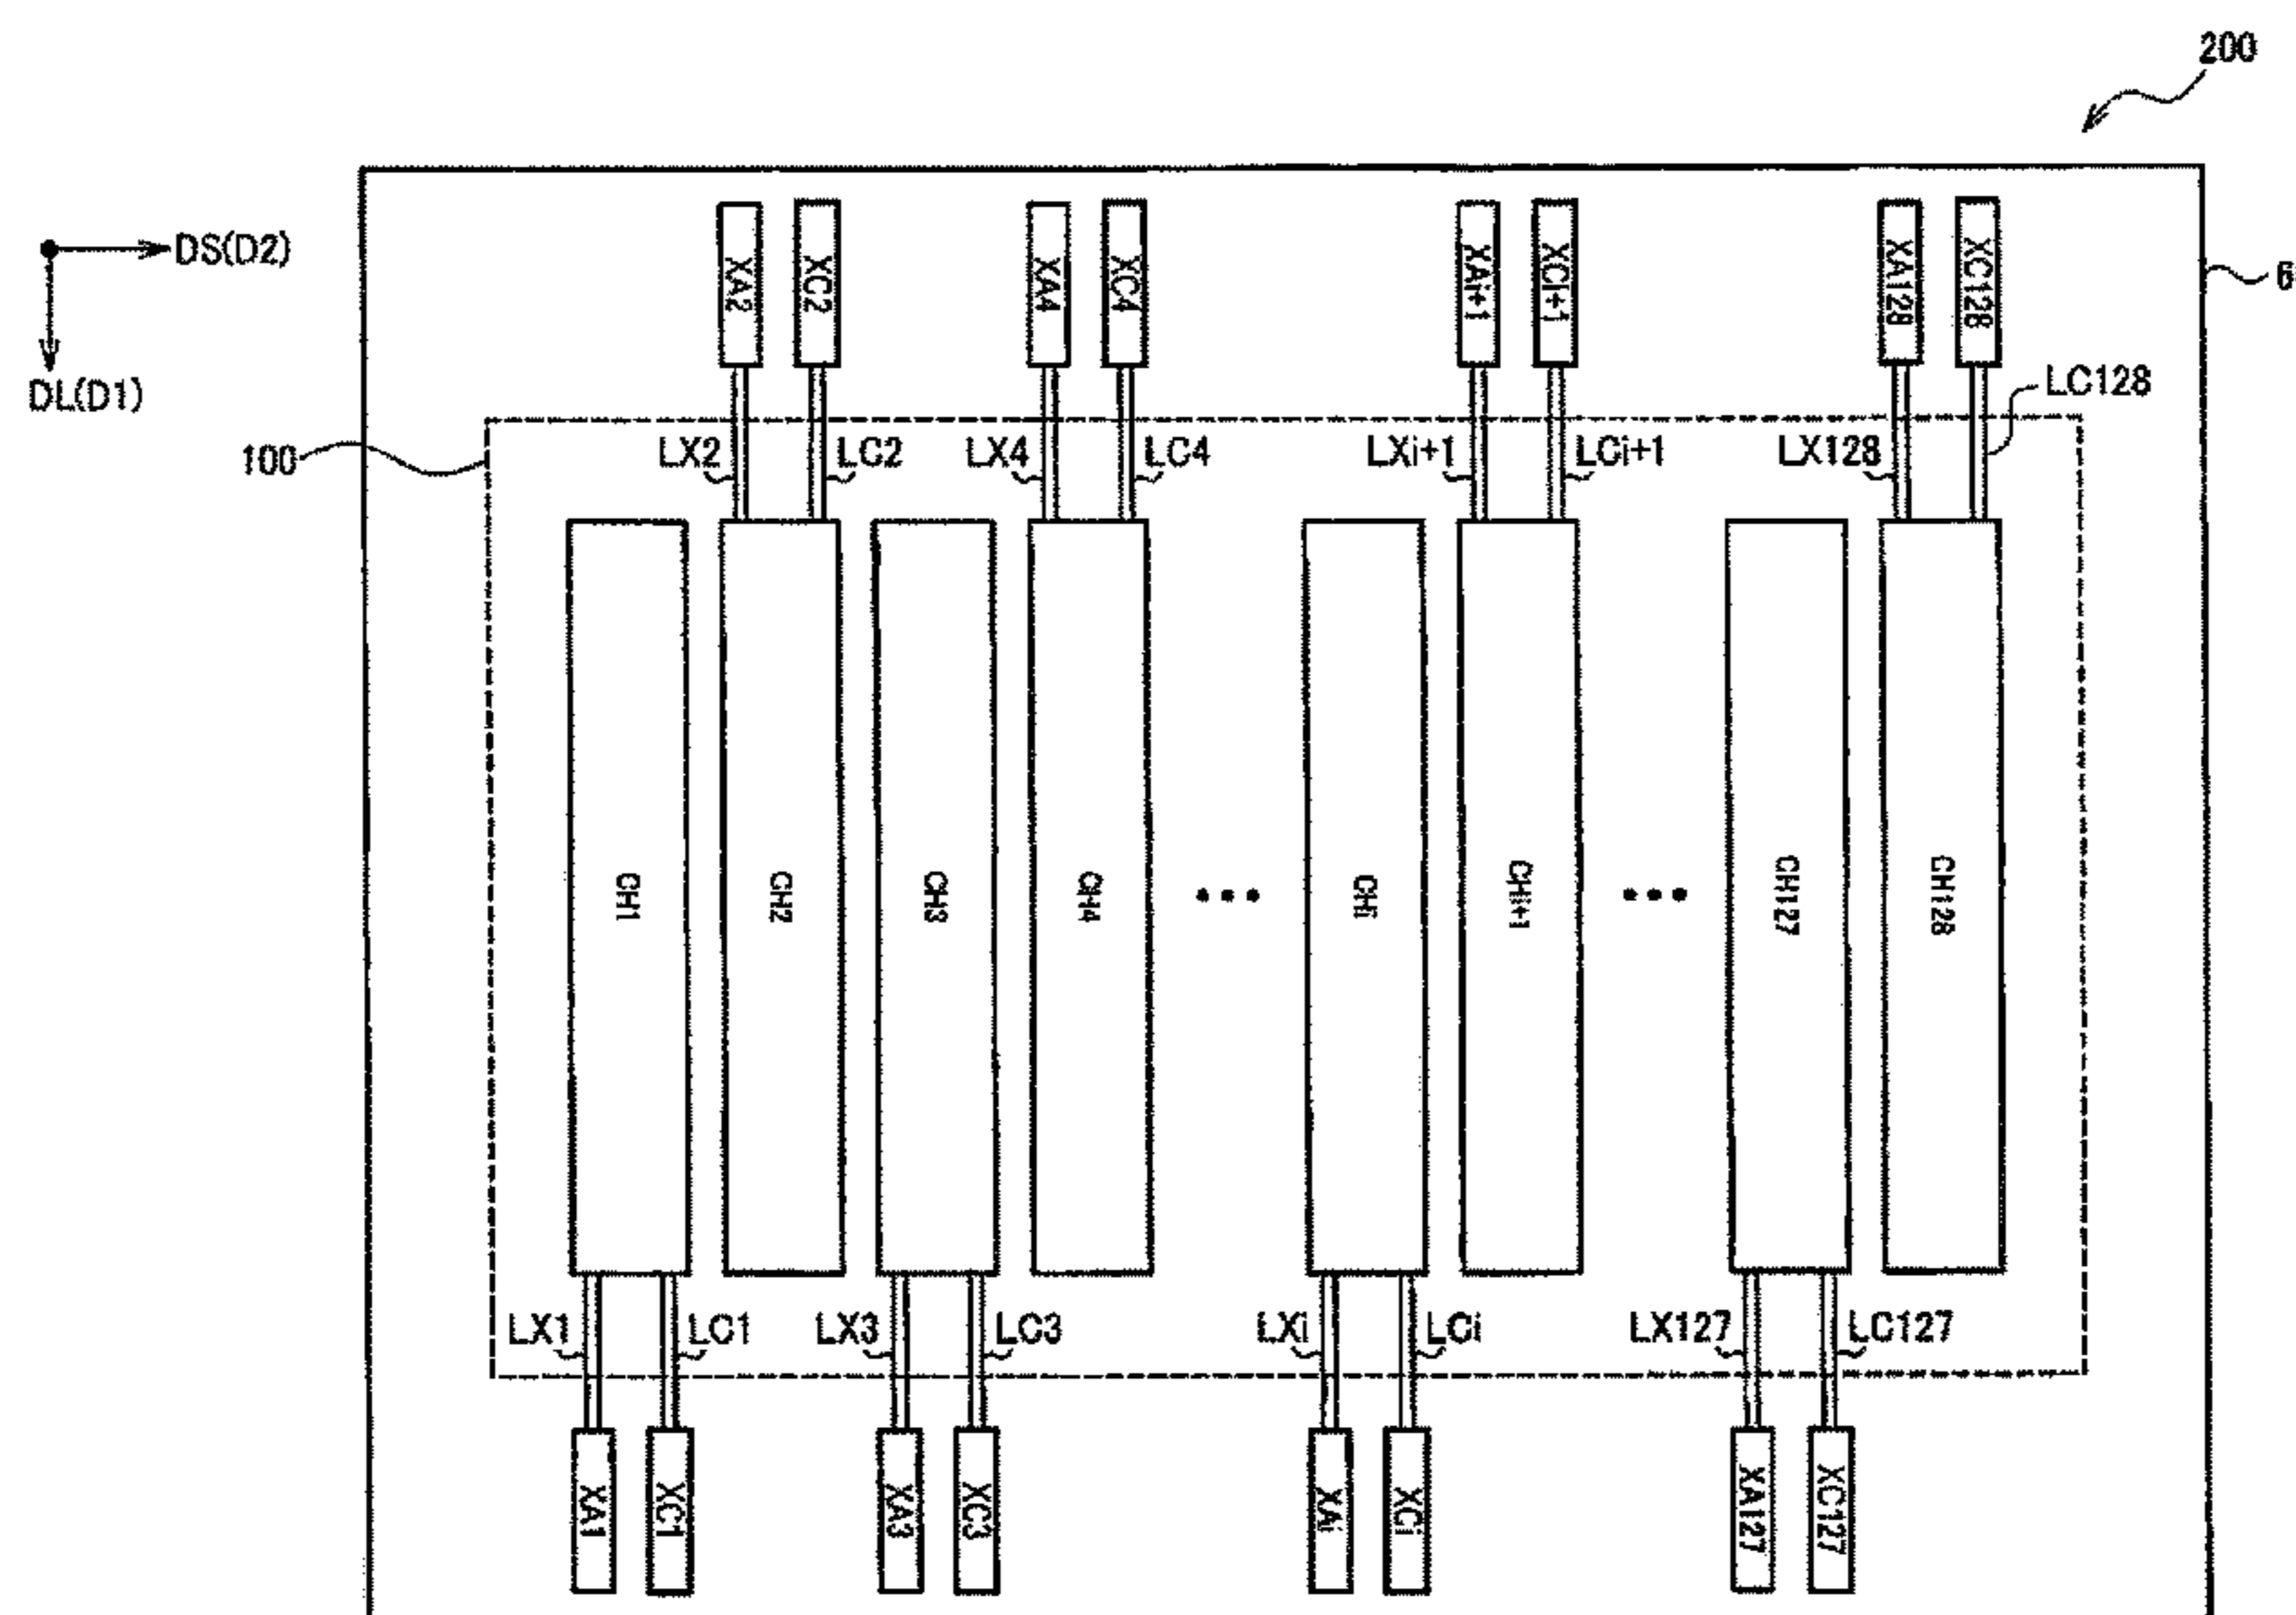 200
DS(D2)
DL(D1)
6
XA2 XC2 XA4 XC4 XAi+1 XCi+1 XA128 XC128
LC128
100
LX2 LC2 LX4 LC4 LXi+1 LCi+1 LX128
CH1 CH2 CH3 CH4 ••• CHi CHi+1 ••• CH127 CH128
LX1 LC1 LX3 LC3 LXi LCi LX127 LC127
XA1 XC1 XA3 XC3 XAi XCi XA127 XC127